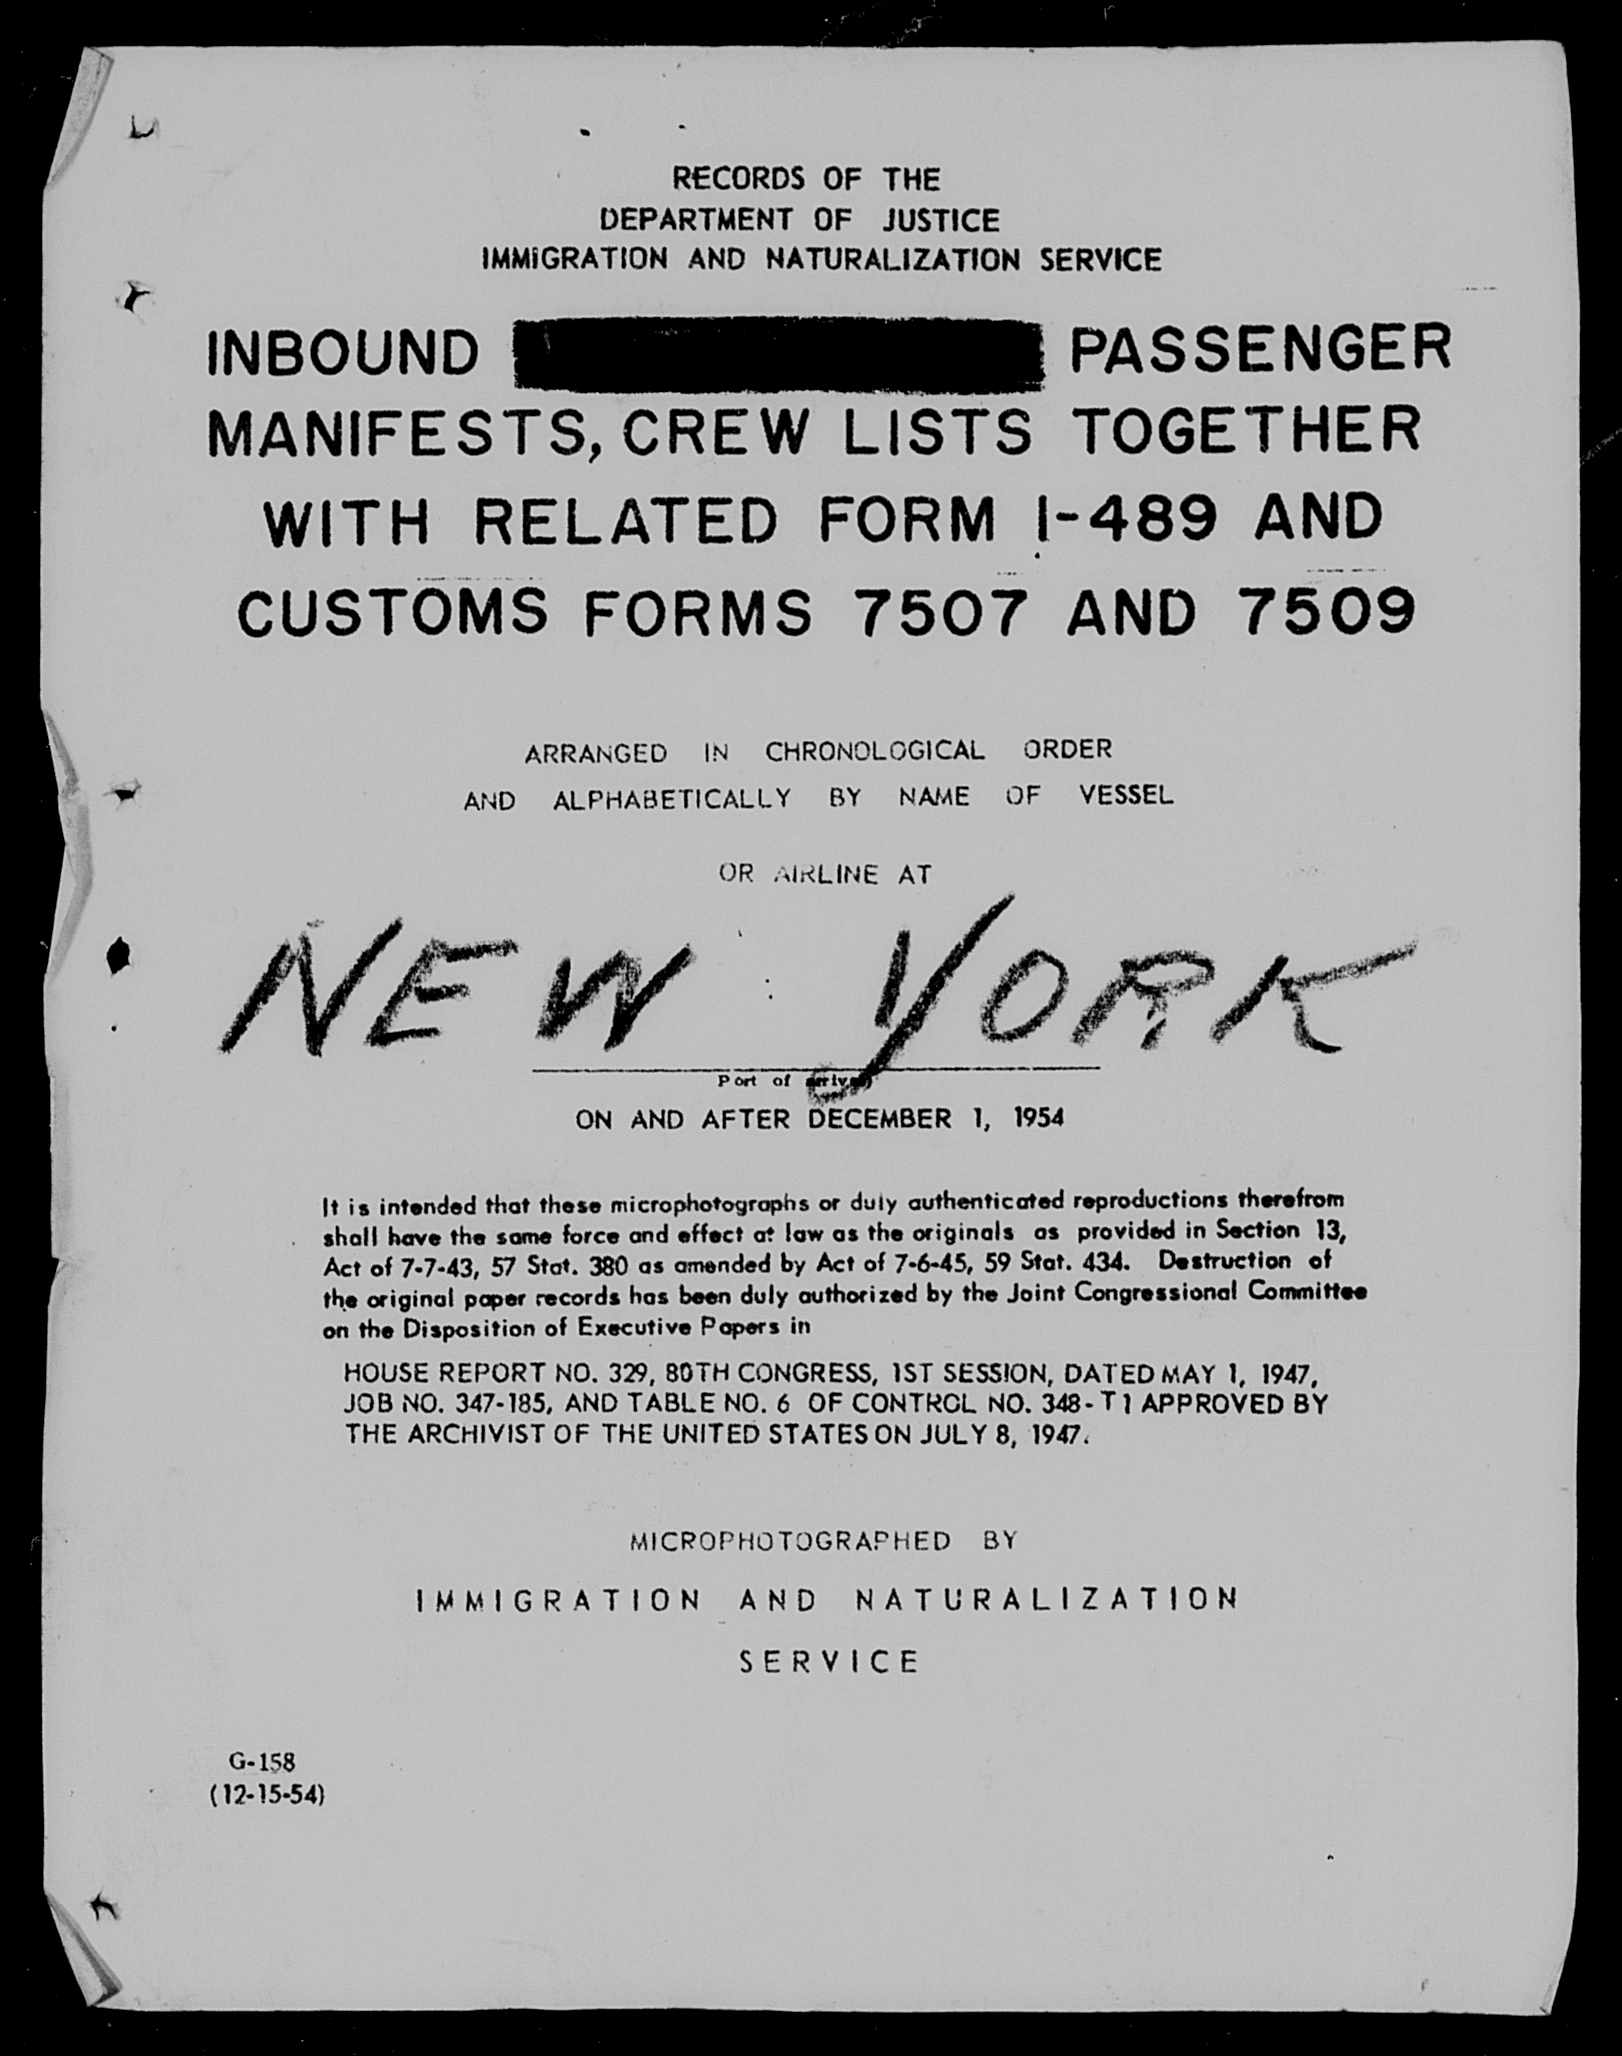 RECORDS OF THE
DEPARTMENT OF JUSTICE
IMMIGRATION AND NATURALIZATION SERVICE
INBOUND PASSENGER
MANIFESTS, CREW LISTS TOGETHER
WITH RELATED FORM I-489 AND
CUSTOMS FORMS 7507 AND 7509
ARRANGED IN CHRONOLOGICAL ORDER
AND ALPHABETICALLY BY NAME OF VESSEL
OR AIRLINE AT
NEW YORK
Port of arrival)
ON AND AFTER DECEMBER 1, 1954
It is intended that these microphotographs or duly authenticated reproductions therefrom
shall have the same force and effect at law as the originals as provided in Section 13,
Act of 7-7-43, 57 Stat. 380 as amended by Act of 7-6-45, 59 Stat. 434. Destruction of
the original paper records has been duly authorized by the Joint Congressional Committee
on the Disposition of Executive Papers in
HOUSE REPORT NO. 329, 80TH CONGRESS, 1ST SESSION, DATED MAY 1, 1947,
JOB NO. 347-185, AND TABLE NO. 6 OF CONTROL NO. 348-T1 APPROVED BY
THE ARCHIVIST OF THE UNITED STATES ON JULY 8, 1947.
MICROPHOTOGRAPHED BY
IMMIGRATION AND NATURALIZATION
SERVICE
G-158
(12-15-54)